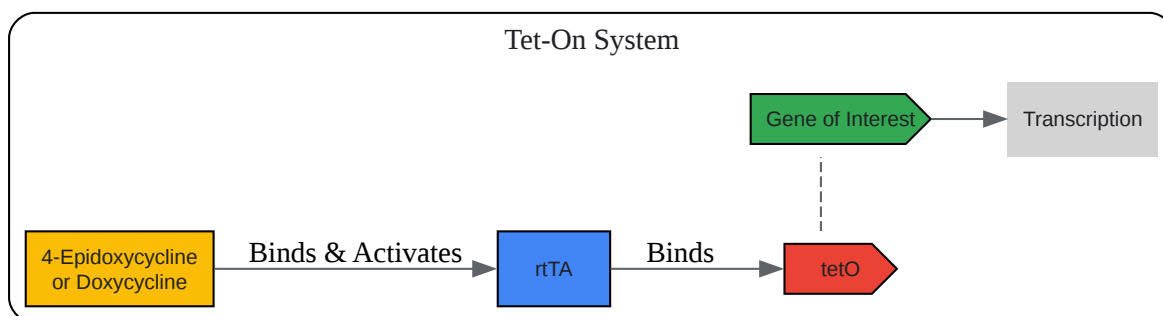 Tet-On System
Gene of Interest
Transcription
4-Epidoxycycline
or Doxycycline
Binds & Activates
rtTA
Binds
tetO